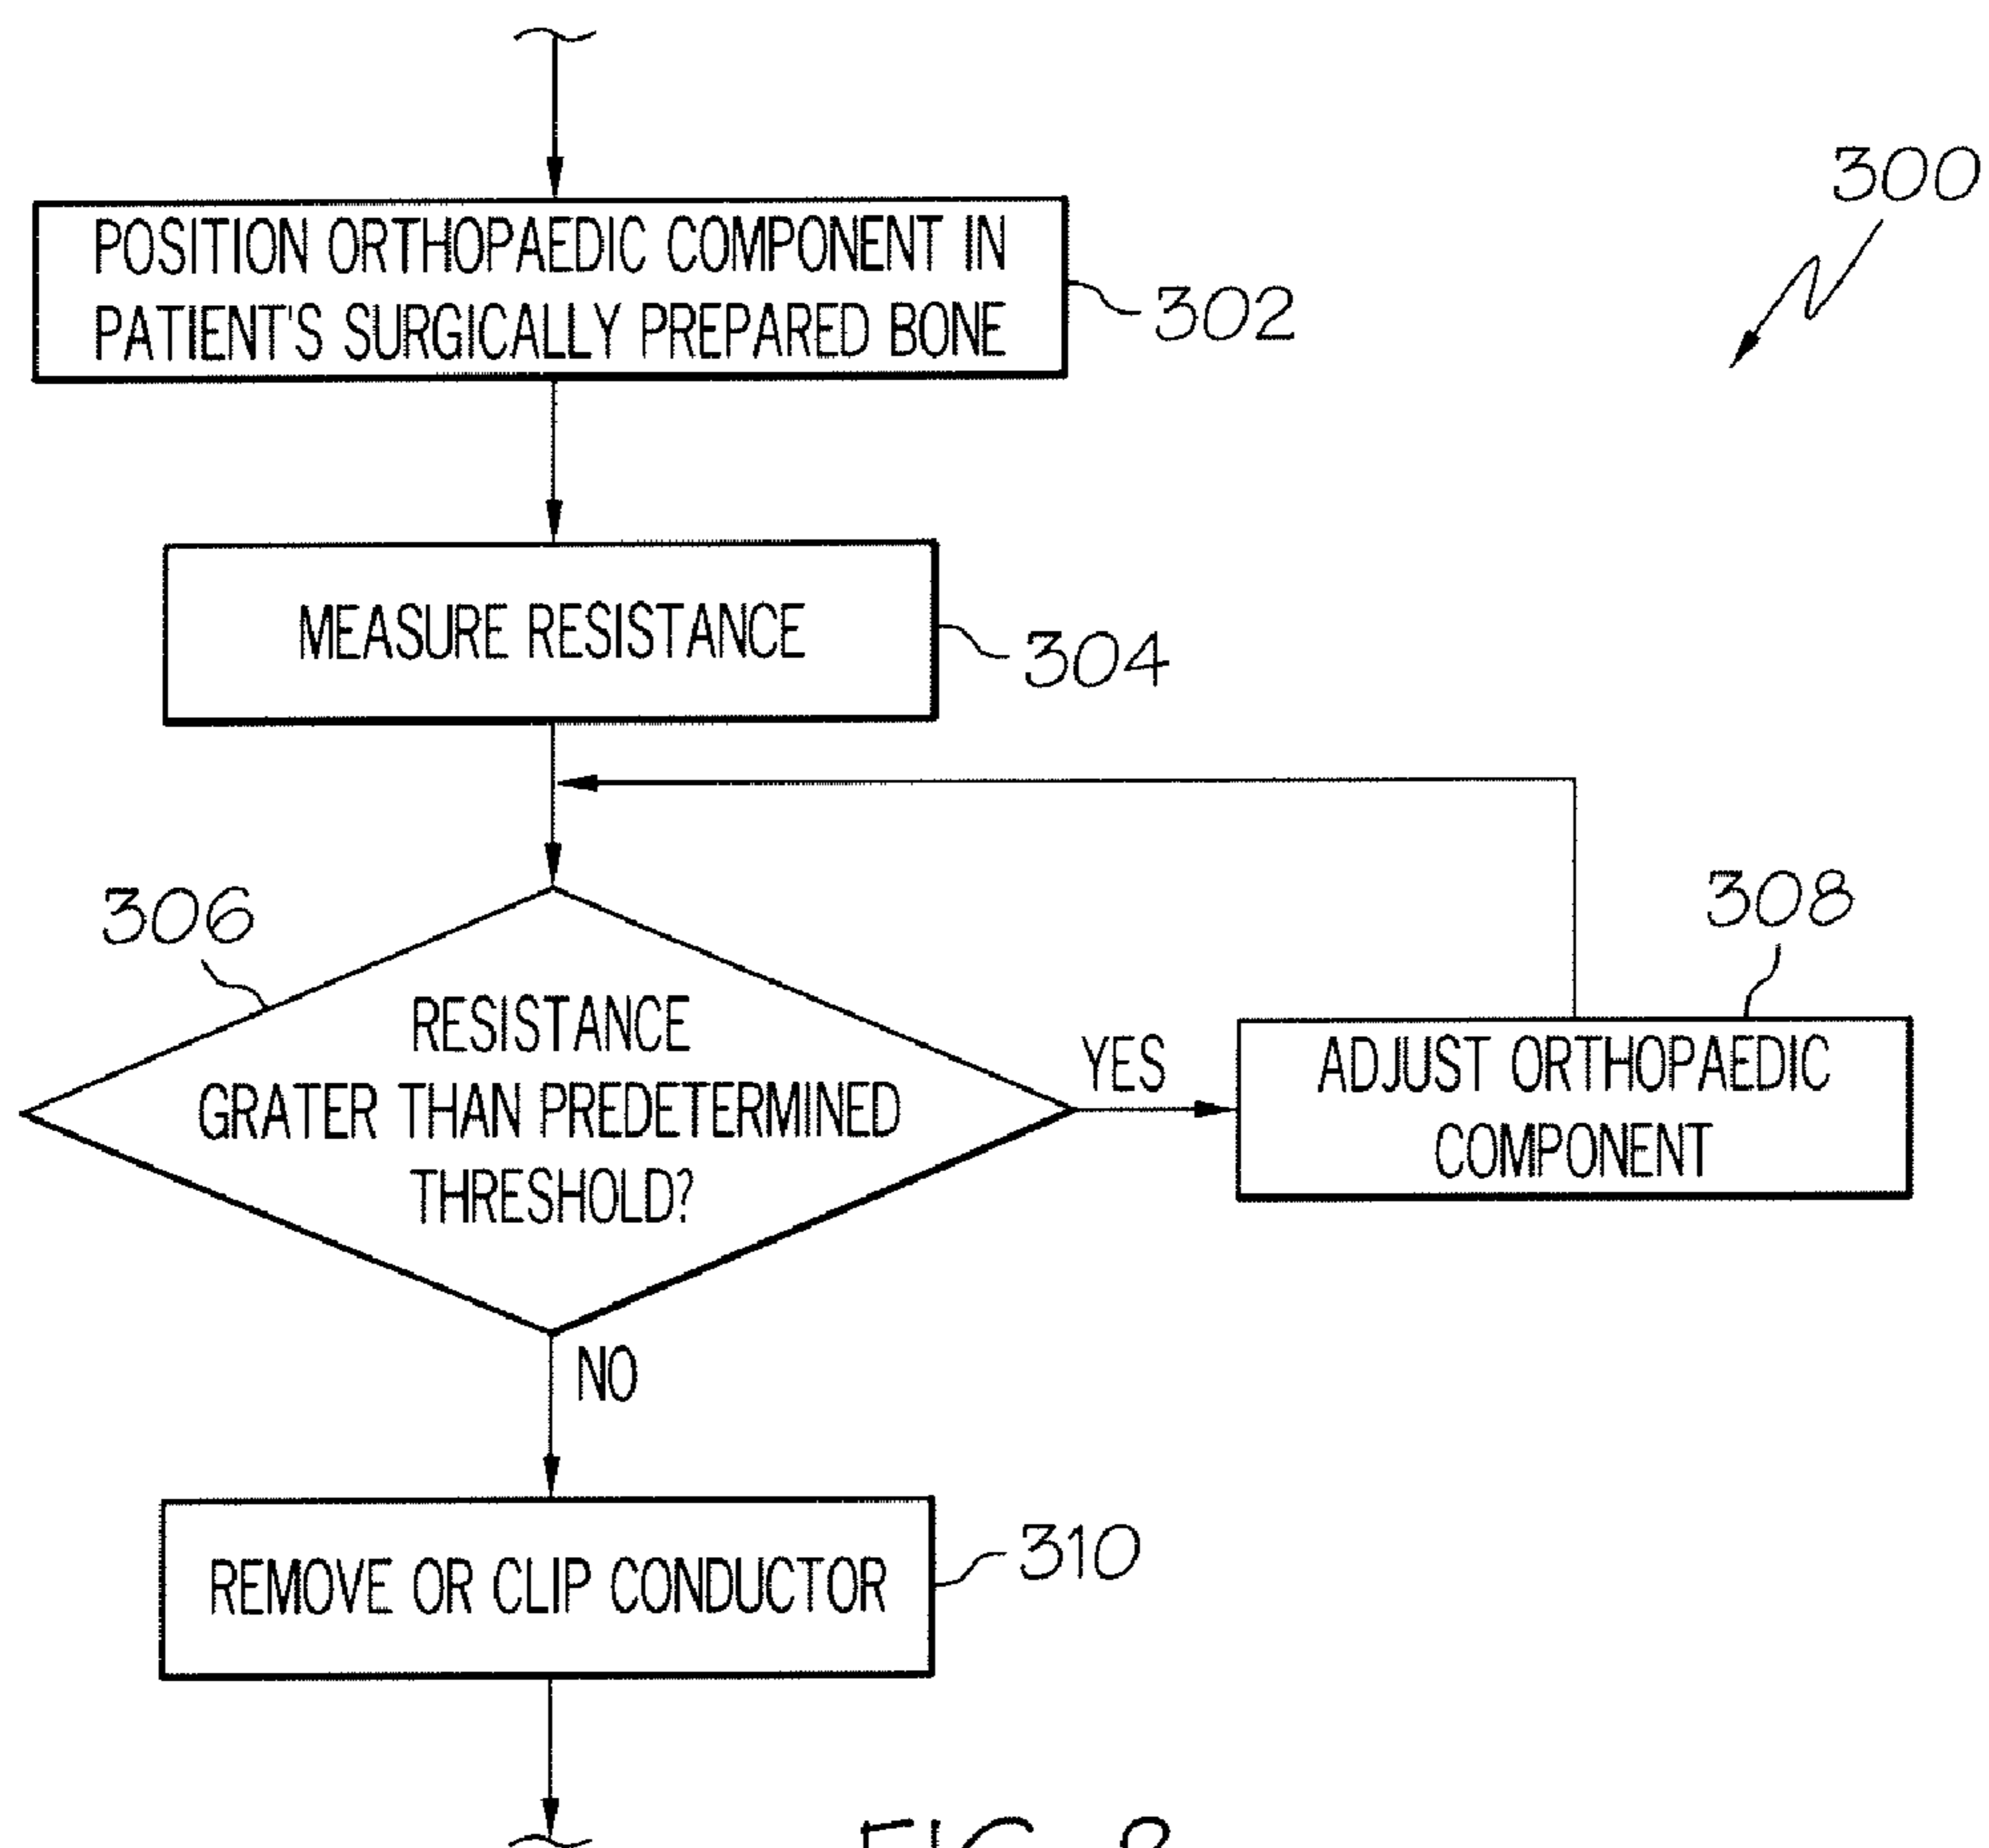 300
POSITION ORTHOPAEDIC COMPONENT IN
PATIENT'S SURGICALLY PREPARED BONE
302
MEASURE RESISTANCE
304
306
RESISTANCE
GRATER THAN PREDETERMINED
THRESHOLD?
YES
308
ADJUST ORTHOPAEDIC
COMPONENT
NO
REMOVE OR CLIP CONDUCTOR
310